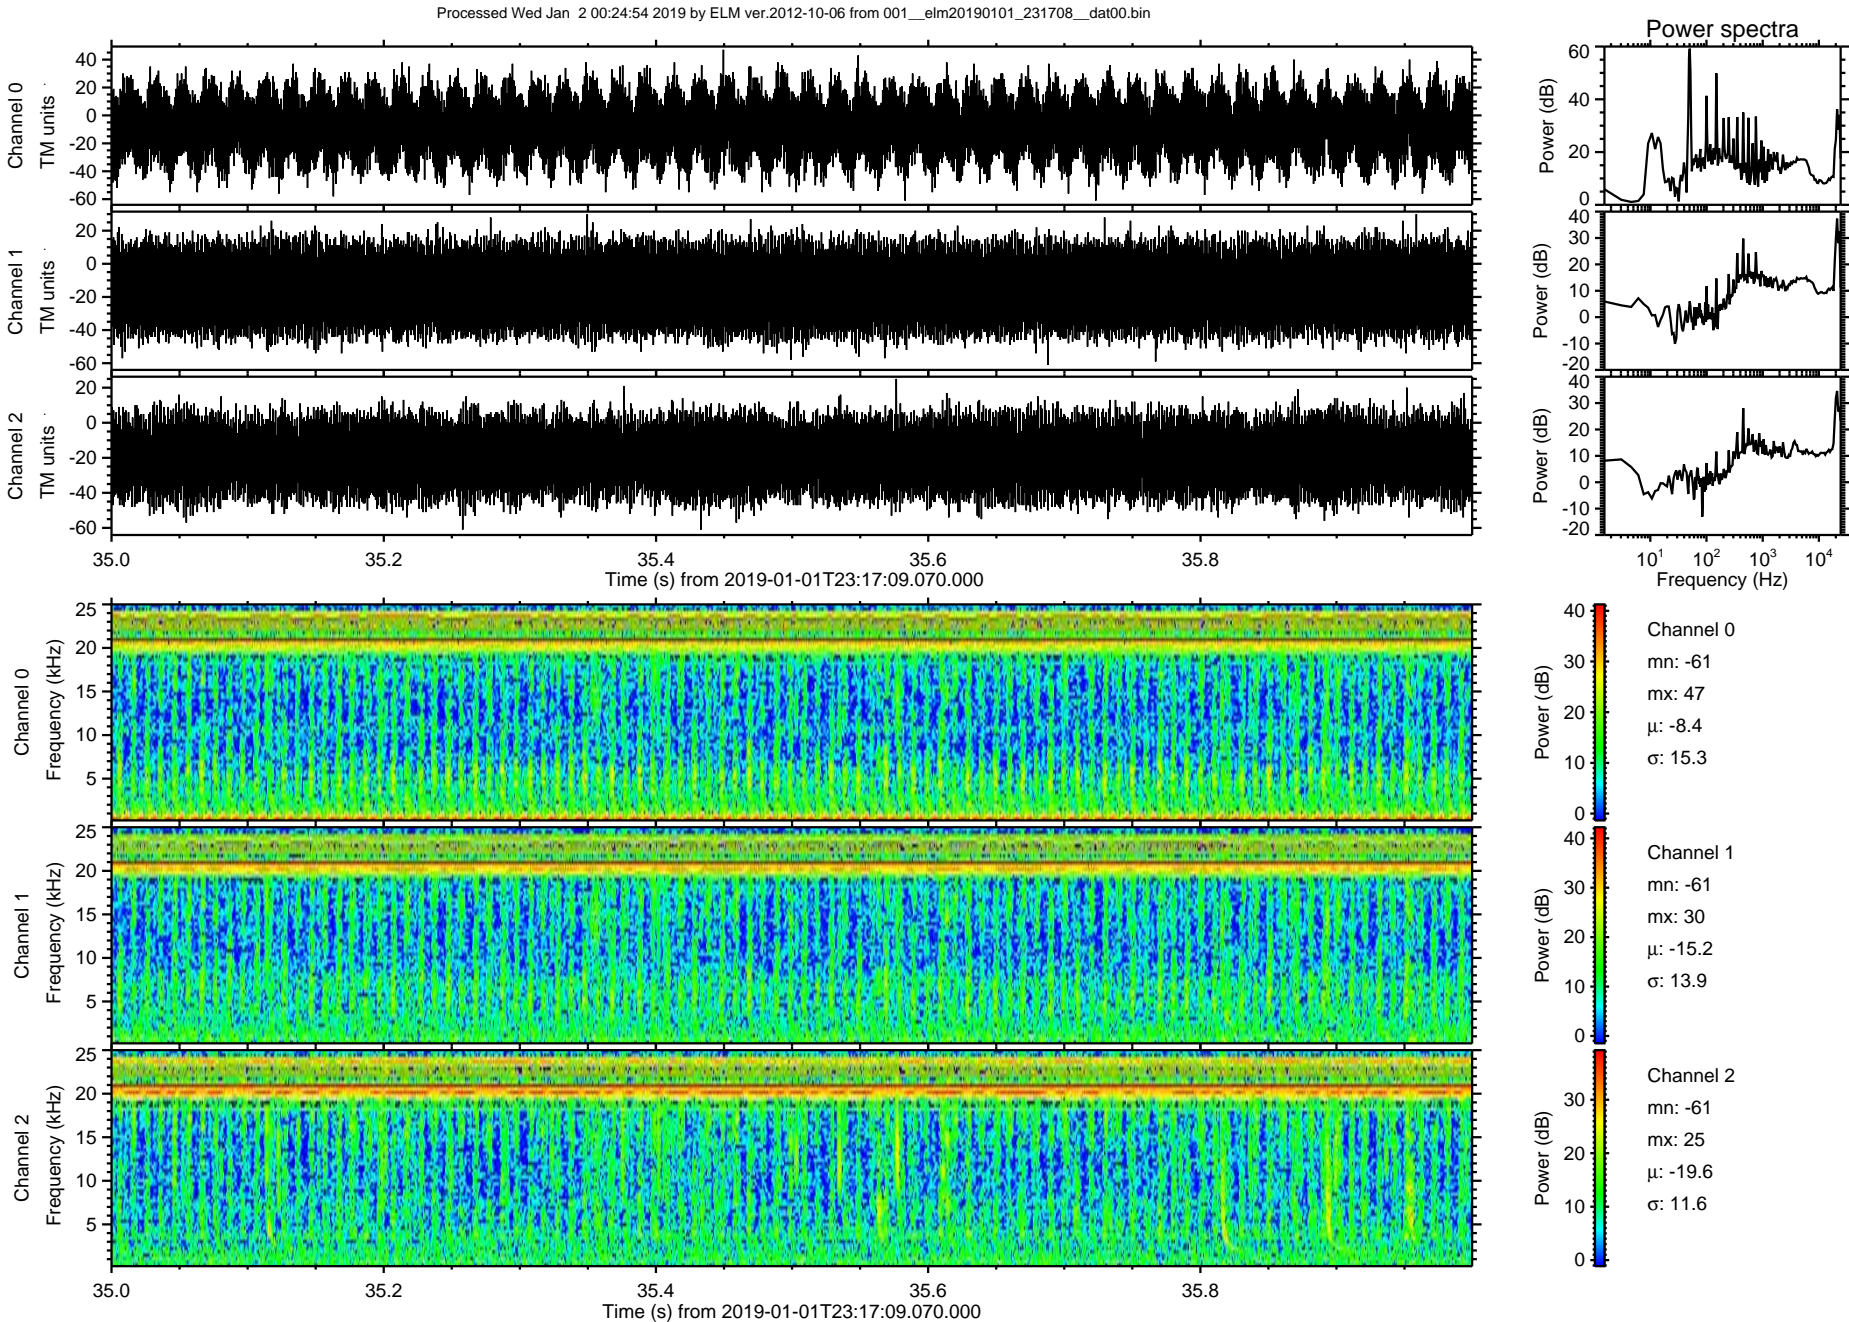 Processed Wed Jan  2 00:24:54 2019 by ELM ver.2012-10-06 from 001__elm20190101_231708__dat00.bin
Power spectra
Channel 0
TM units
40
20
0
-20
-40
-60
Power (dB)
60
40
20
0
Channel 1
TM units
20
0
-20
-40
-60
Power (dB)
40
30
20
10
0
-10
-20
Channel 2
TM units
20
0
-20
-40
-60
Power (dB)
40
30
20
10
0
-10
-20
35.0 35.2 35.4 35.6 35.8
Time (s) from 2019-01-01T23:17:09.070.000
10^1 10^2 10^3 10^4
Frequency (Hz)
Channel 0
Frequency (kHz)
25
20
15
10
5
Power (dB)
40
30
20
10
0
Channel 0
mn: -61
mx: 47
μ: -8.4
σ: 15.3
Channel 1
Frequency (kHz)
25
20
15
10
5
Power (dB)
40
30
20
10
0
Channel 1
mn: -61
mx: 30
μ: -15.2
σ: 13.9
Channel 2
Frequency (kHz)
25
20
15
10
5
Power (dB)
30
20
10
0
Channel 2
mn: -61
mx: 25
μ: -19.6
σ: 11.6
35.0 35.2 35.4 35.6 35.8
Time (s) from 2019-01-01T23:17:09.070.000